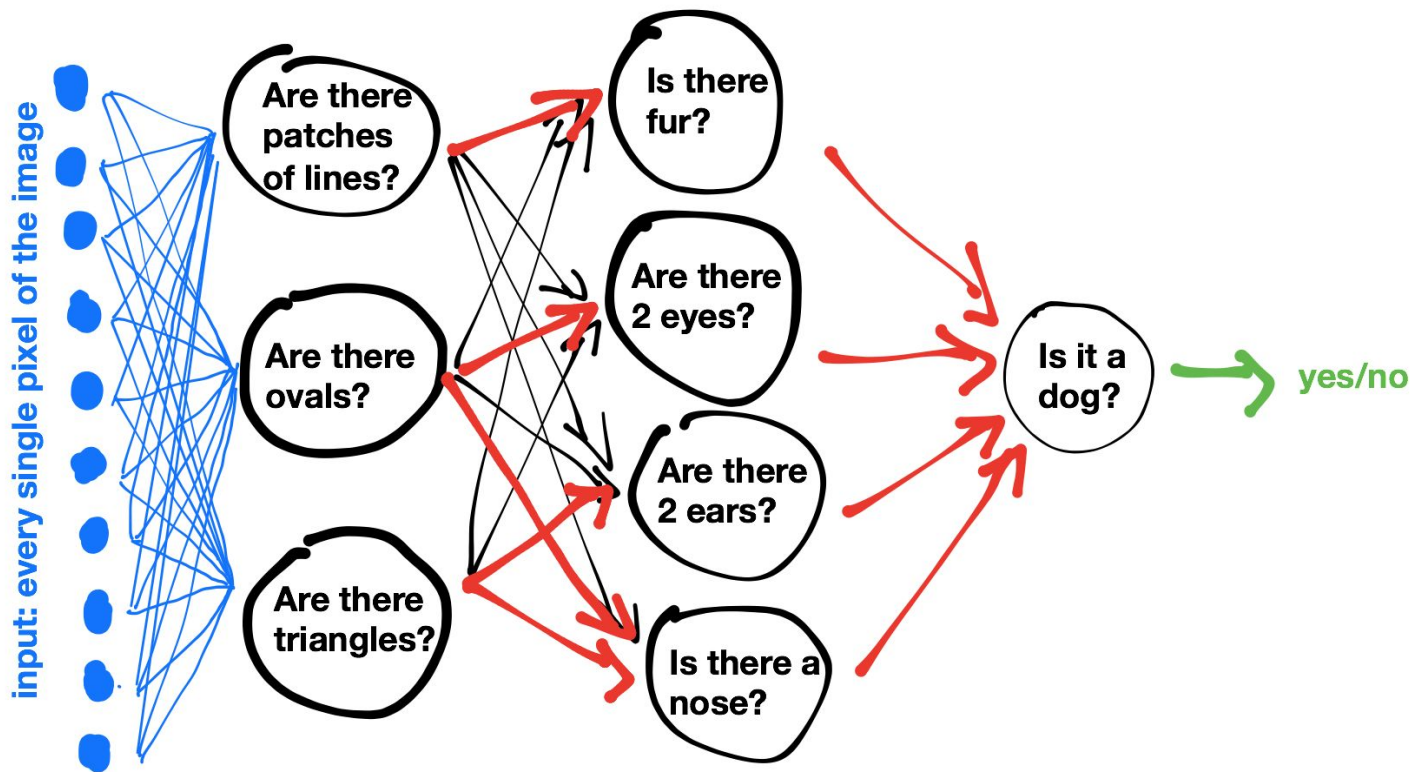 input: every single pixel of the image
Are there
patches
of lines?
Are there
ovals?
Are there
triangles?
Is there
fur?
Are there
2 eyes?
Are there
2 ears?
Is there a
nose?
Is it a
dog?
yes/no